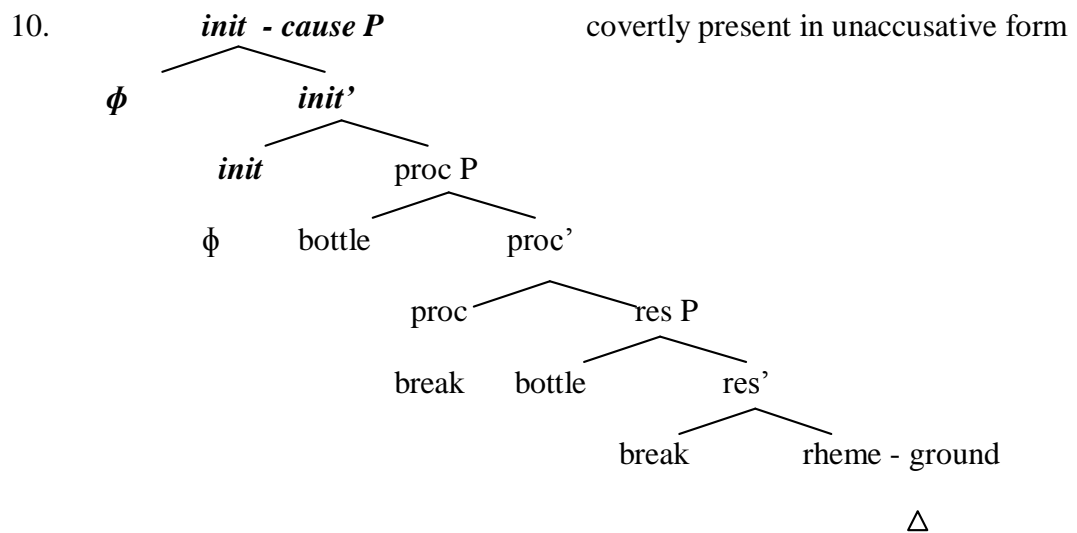 10. init - cause P covertly present in unaccusative form
ϕ init’
init proc P
ϕ bottle proc’
proc res P
break bottle res’
break rheme - ground